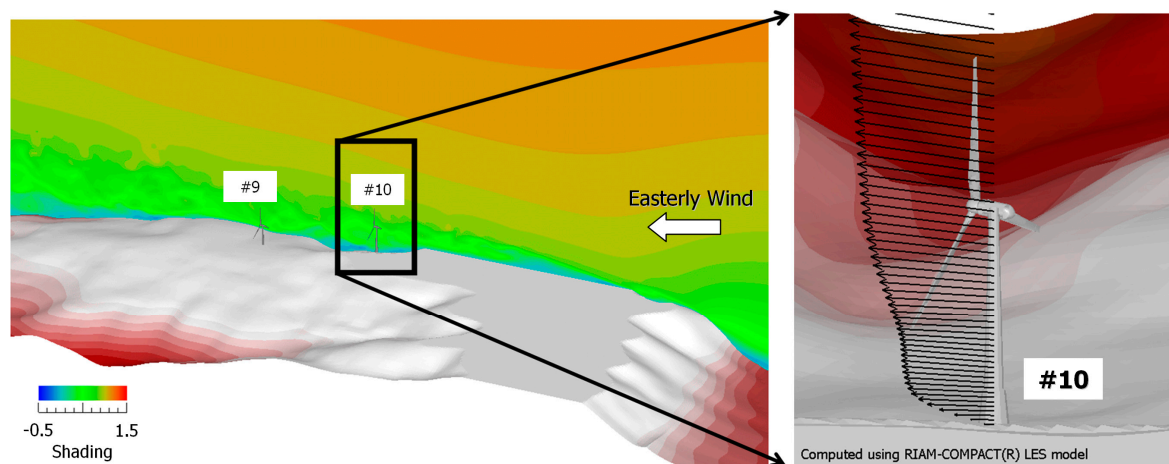 #9
#10
Easterly Wind
-0.5
1.5
Shading
#10
Computed using RIAM-COMPACT(R) LES model